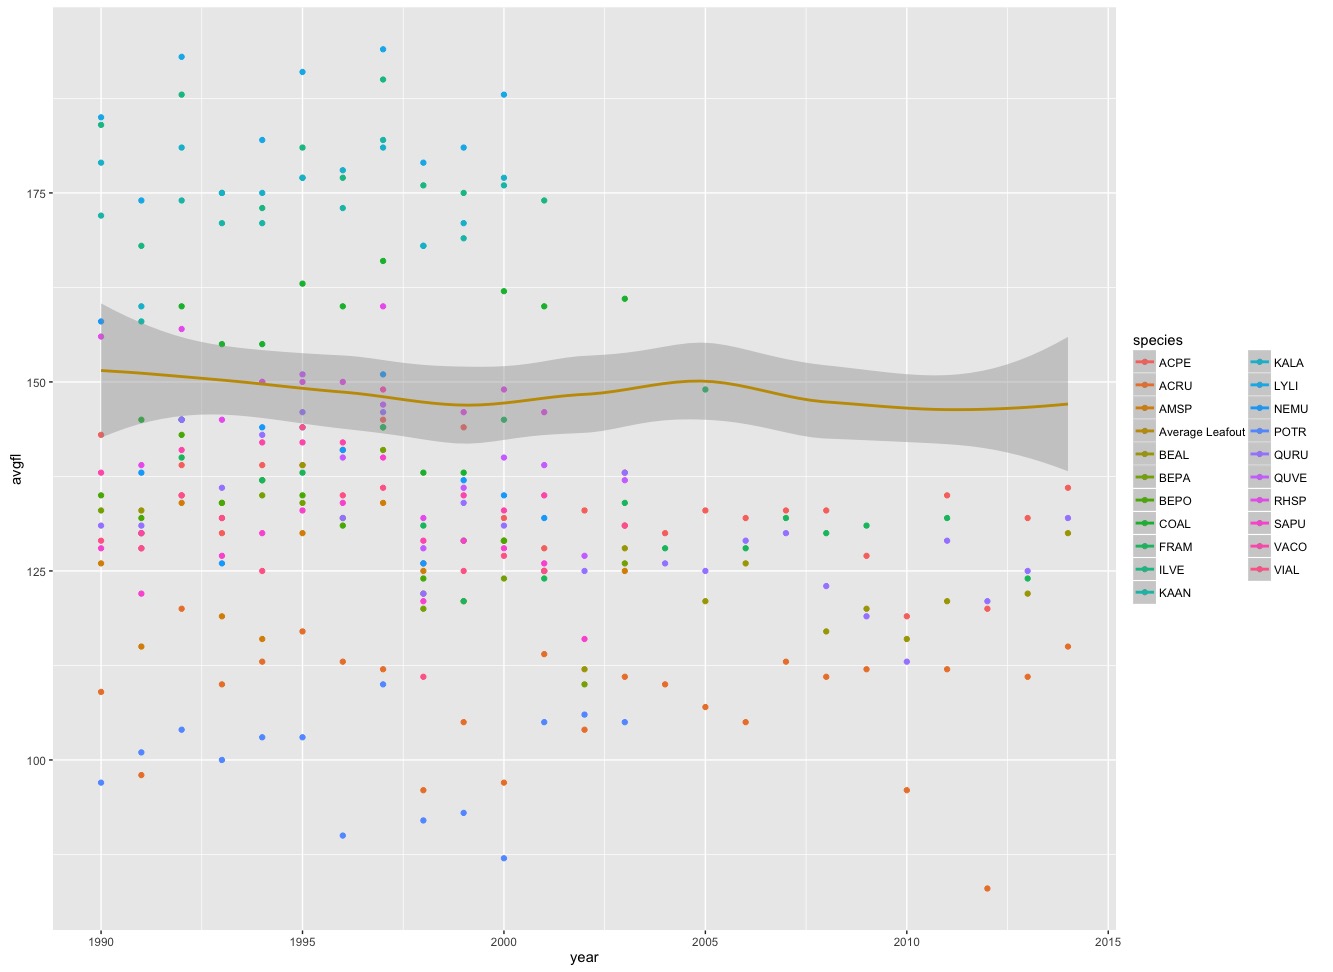 avgfl
175
150
125
100
1990 1995 2000 2005 2010 2015
year
species
ACPE KALA
ACRU LYLI
AMSP NEMU
Average Leafout POTR
BEAL QURU
BEPA QUVE
BEPO RHSP
COAL SAPU
FRAM VACO
ILVE VIAL
KAAN